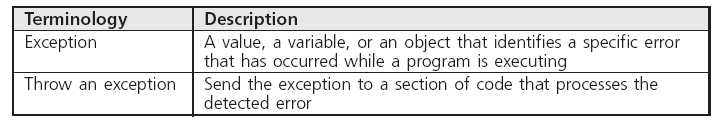 Terminology Description
Exception A value, a variable, or an object that identifies a specific error
that has occurred while a program is executing
Throw an exception Send the exception to a section of code that processes the
detected error